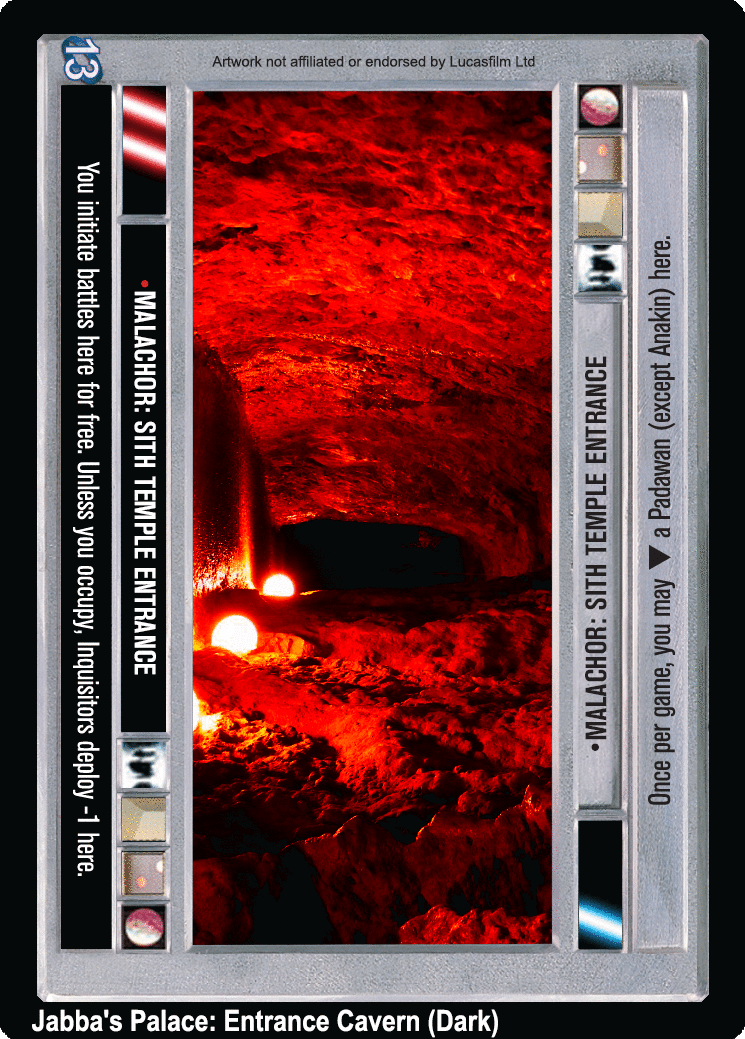 13
Artwork not affiliated or endorsed by Lucasfilm Ltd
You initiate battles here for free. Unless you occupy, Inquisitors deploy -1 here.
•MALACHOR: SITH TEMPLE ENTRANCE
•MALACHOR: SITH TEMPLE ENTRANCE
Once per game, you may ▼ a Padawan (except Anakin) here.
Jabba's Palace: Entrance Cavern (Dark)